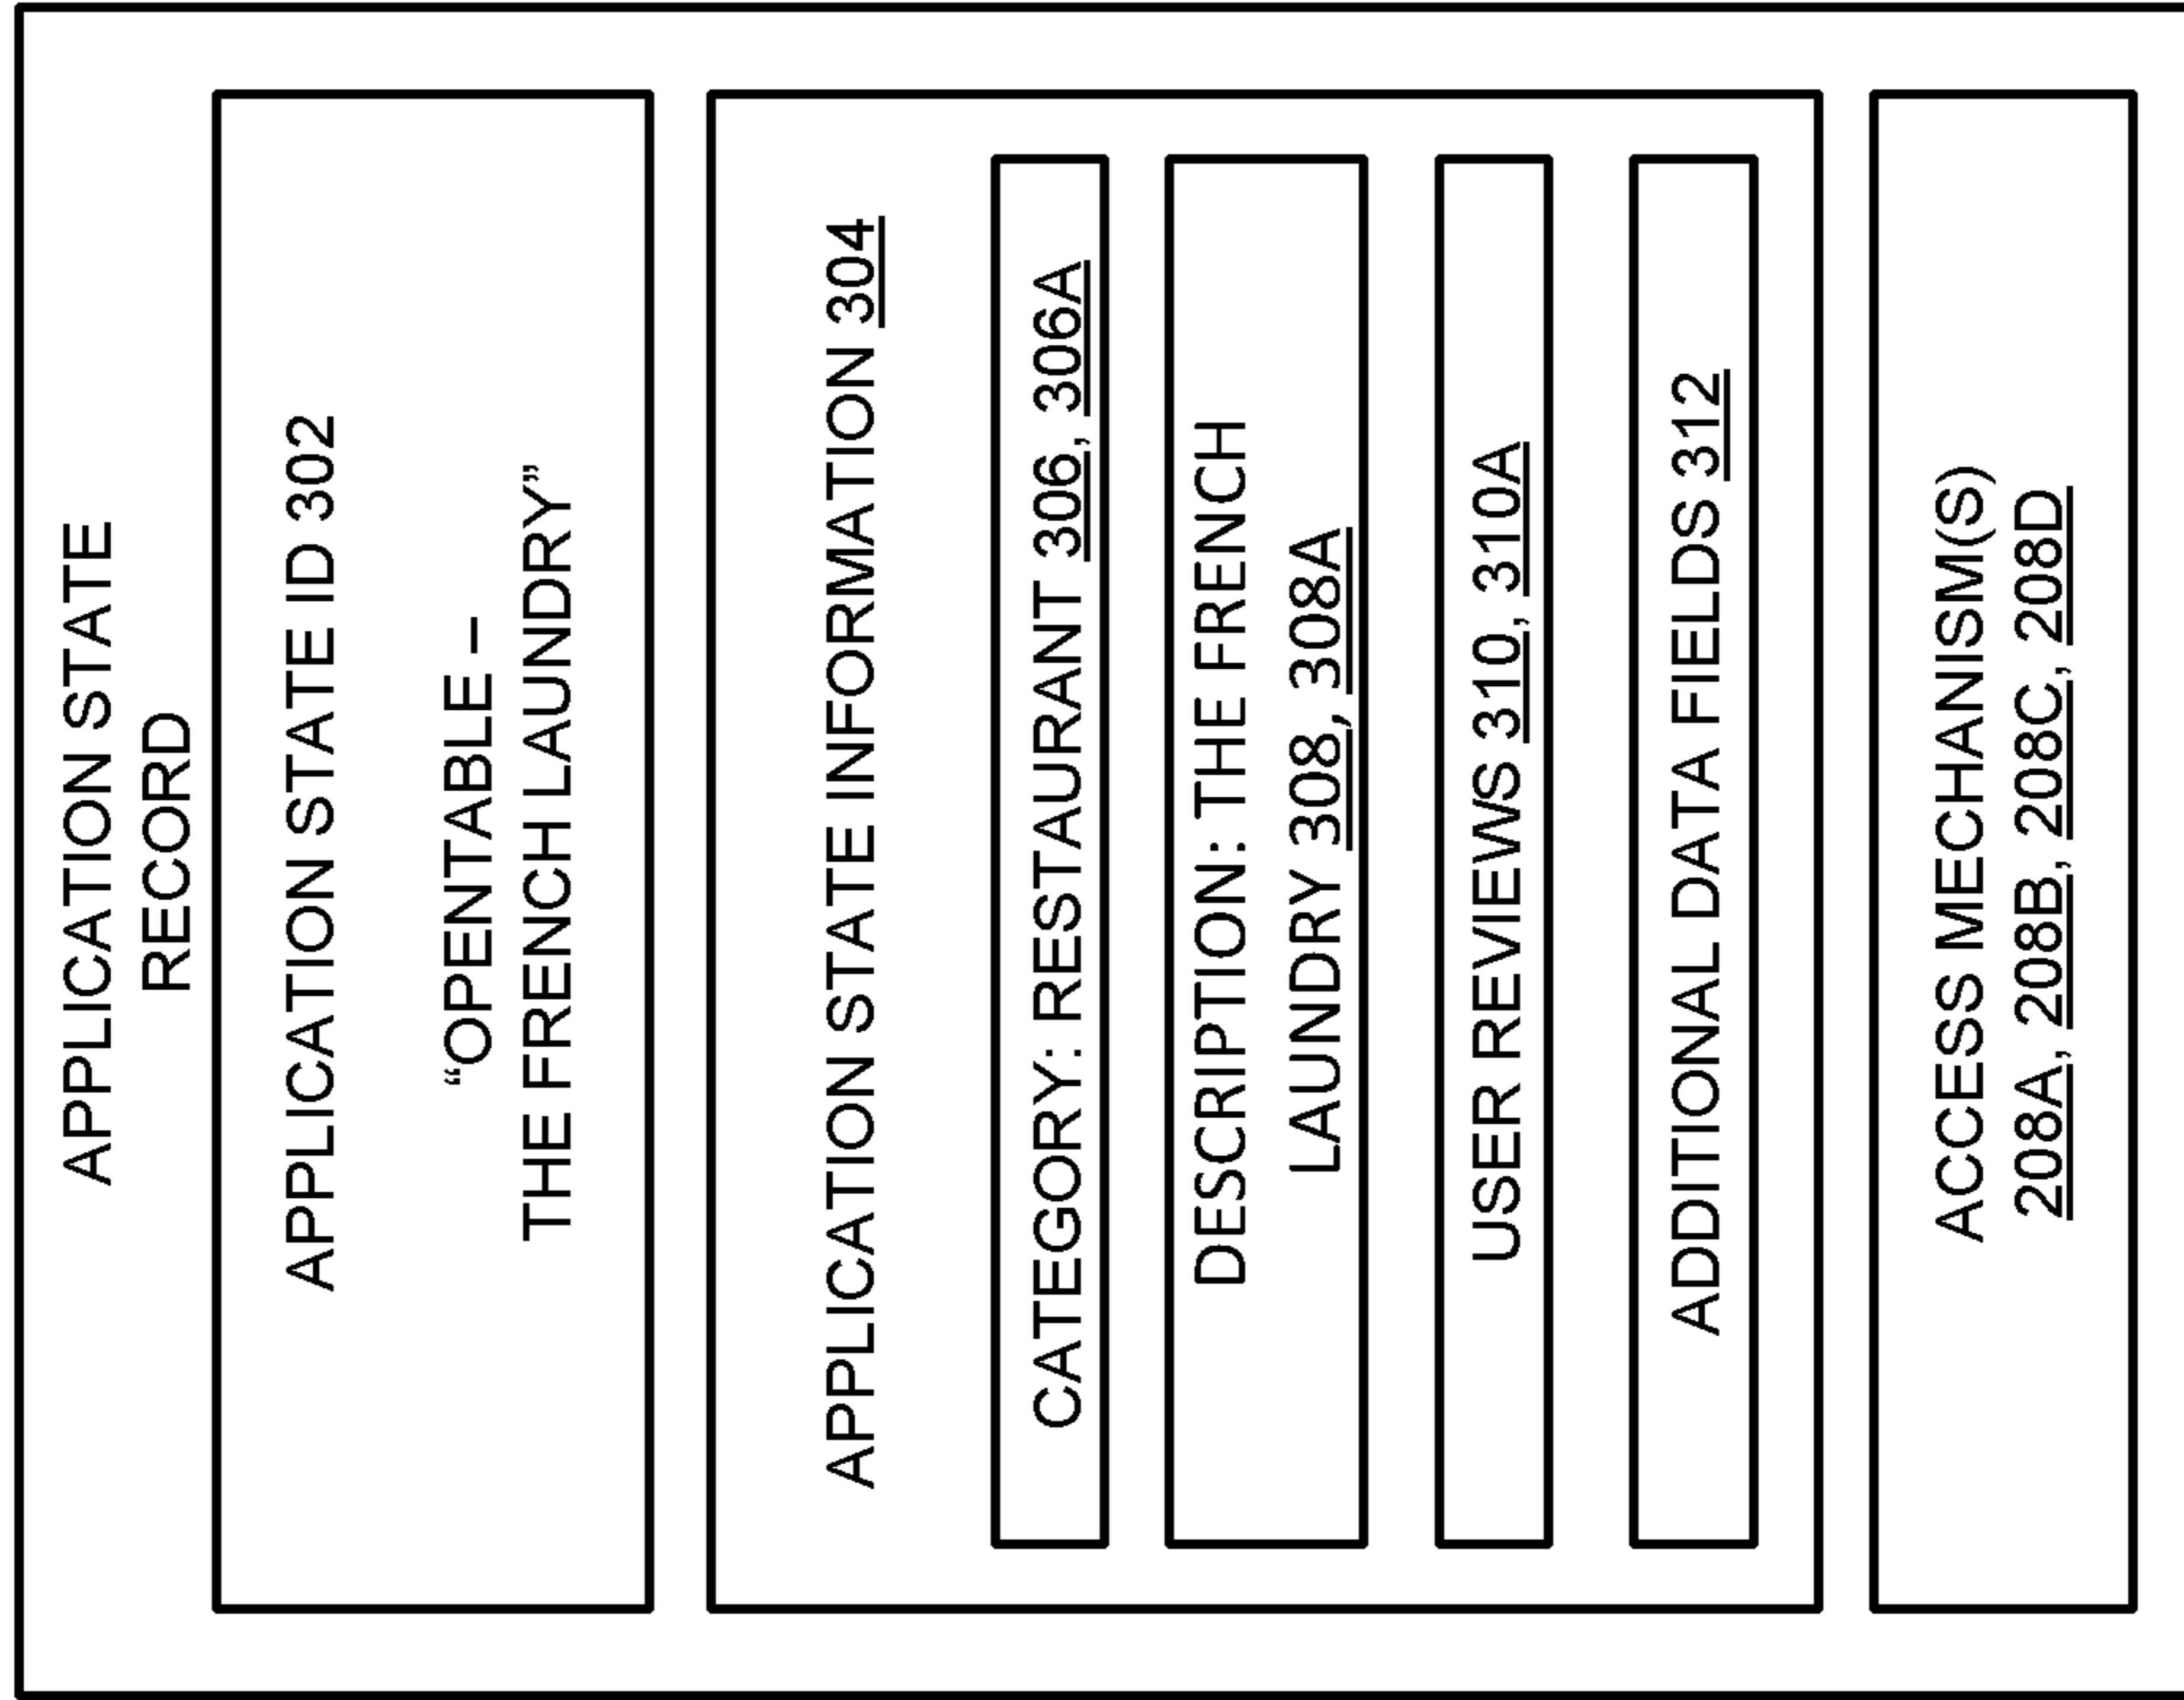 APPLICATION STATE
RECORD
APPLICATION STATE ID 302
“OPENTABLE –
THE FRENCH LAUNDRY”
APPLICATION STATE INFORMATION 304
CATEGORY: RESTAURANT 306, 306A
DESCRIPTION: THE FRENCH
LAUNDRY 308, 308A
USER REVIEWS 310, 310A
ADDITIONAL DATA FIELDS 312
ACCESS MECHANISM(S)
208A, 208B, 208C, 208D